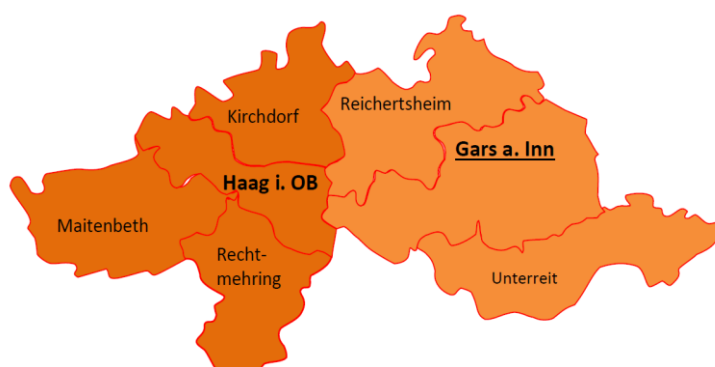 Kirchdorf
Reichertsheim
Gars a. Inn
Haag i. OB
Maitenbeth
Recht-
mehring
Unterreit